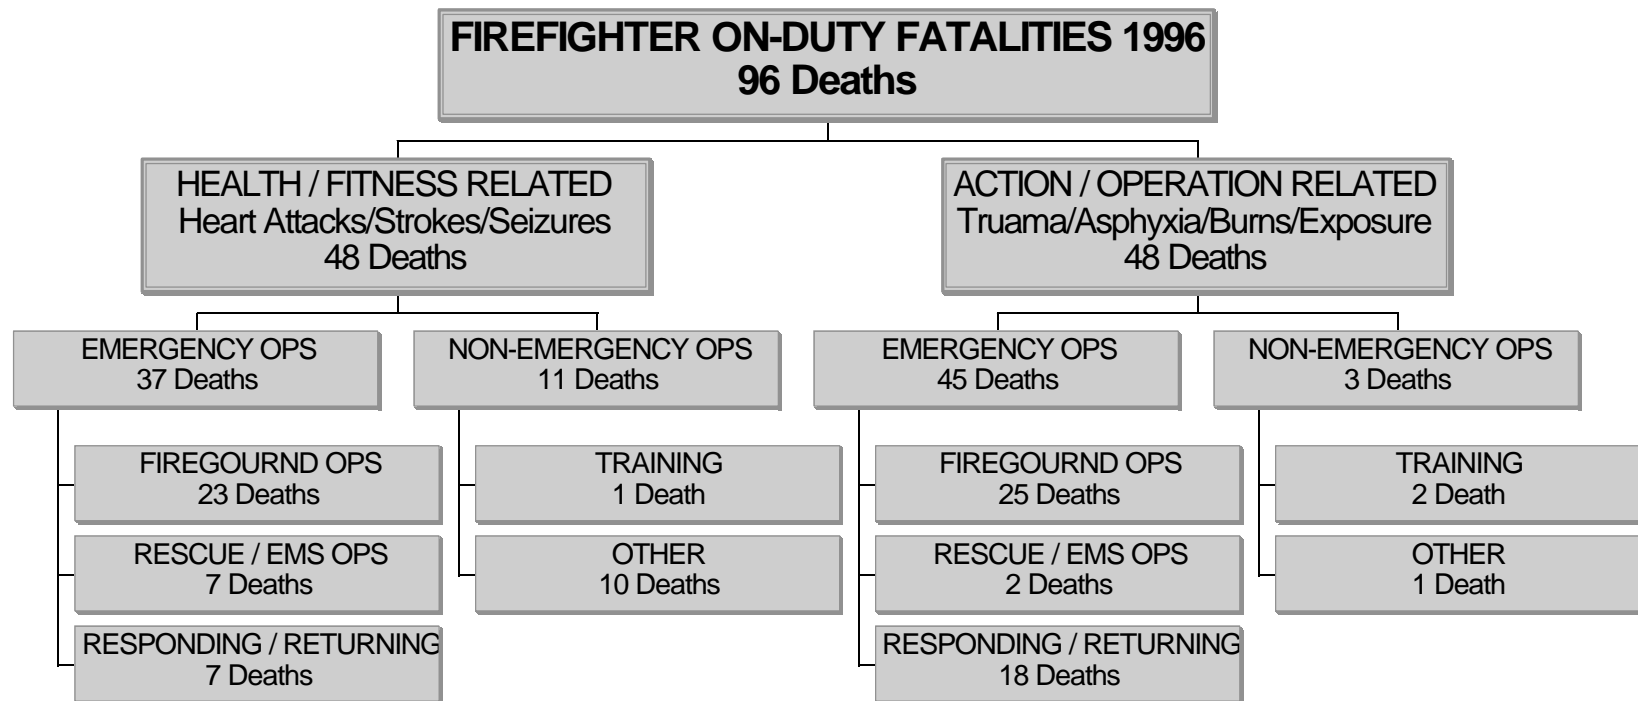 FIREFIGHTER ON-DUTY FATALITIES 1996
96 Deaths
HEALTH / FITNESS RELATED
Heart Attacks/Strokes/Seizures
48 Deaths
EMERGENCY OPS
37 Deaths
FIREGOURND OPS
23 Deaths
RESCUE / EMS OPS
7 Deaths
RESPONDING / RETURNING
7 Deaths
NON-EMERGENCY OPS
11 Deaths
TRAINING
1 Death
OTHER
10 Deaths
ACTION / OPERATION RELATED
Truama/Asphyxia/Burns/Exposure
48 Deaths
EMERGENCY OPS
45 Deaths
FIREGOURND OPS
25 Deaths
RESCUE / EMS OPS
2 Deaths
RESPONDING / RETURNING
18 Deaths
NON-EMERGENCY OPS
3 Deaths
TRAINING
2 Death
OTHER
1 Death